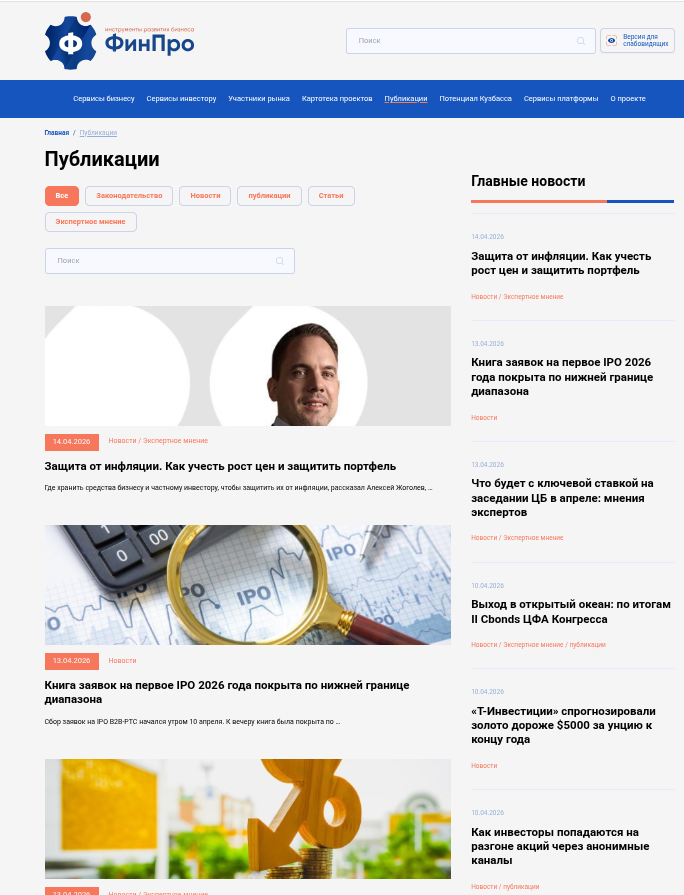 инструменты развития бизнеса
ФинПро
Поиск
Версия для
слабовидящих
Сервисы бизнесу Сервисы инвестору Участники рынка Картотека проектов Публикации Потенциал Кузбасса Сервисы платформы О проекте
Главная / Публикации
Публикации
Все Законодательство Новости публикации Статьи
Экспертное мнение
Поиск
14.04.2026 Новости / Экспертное мнение
Защита от инфляции. Как учесть рост цен и защитить портфель
Где хранить средства бизнесу и частному инвестору, чтобы защитить их от инфляции, рассказал Алексей Жоголев, ...
0
00
IPO
IPO
13.04.2026 Новости
Книга заявок на первое IPO 2026 года покрыта по нижней границе
диапазона
Сбор заявок на IPO B2B-РТС начался утром 10 апреля. К вечеру книга была покрыта по ...
13.04.2026 Новости / Экспертное мнение
Главные новости
14.04.2026
Защита от инфляции. Как учесть
рост цен и защитить портфель
Новости / Экспертное мнение
13.04.2026
Книга заявок на первое IPO 2026
года покрыта по нижней границе
диапазона
Новости
13.04.2026
Что будет с ключевой ставкой на
заседании ЦБ в апреле: мнения
экспертов
Новости / Экспертное мнение
10.04.2026
Выход в открытый океан: по итогам
II Cbonds ЦФА Конгресса
Новости / Экспертное мнение / публикации
10.04.2026
«Т-Инвестиции» спрогнозировали
золото дороже $5000 за унцию к
концу года
Новости
10.04.2026
Как инвесторы попадаются на
разгоне акций через анонимные
каналы
Новости / публикации